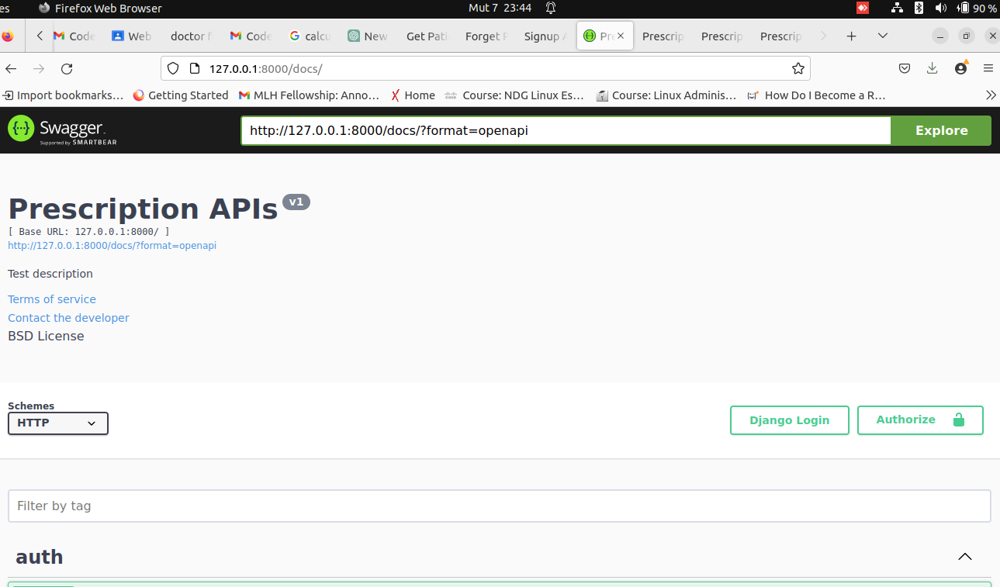 es Firefox Web Browser Mut 7 23:44 90 %
Code Web doctor f Code calcu New Get Pati Forget P Signup A Pre Prescrip Prescrip Prescrip
127.0.0.1:8000/docs/
Import bookmarks... Getting Started MLH Fellowship: Anno... Home Course: NDG Linux Es... Course: Linux Adminis... How Do I Become a R...
Swagger
Supported by SMARTBEAR
http://127.0.0.1:8000/docs/?format=openapi Explore
Prescription APIs v1
[ Base URL: 127.0.0.1:8000/ ]
http://127.0.0.1:8000/docs/?format=openapi
Test description
Terms of service
Contact the developer
BSD License
Schemes
HTTP Django Login Authorize
Filter by tag
auth